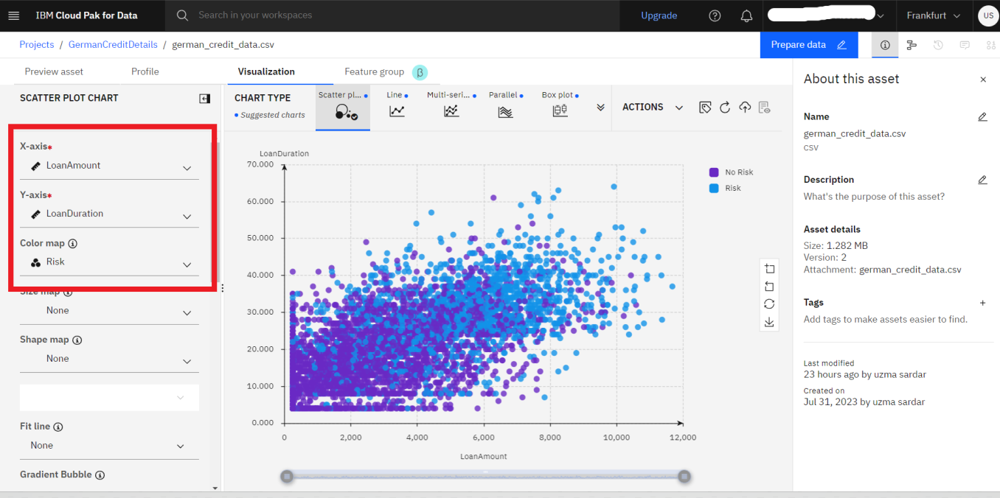 IBM Cloud Pak for Data
Search in your workspaces
Upgrade
Frankfurt
US
Projects / GermanCreditDetails / german_credit_data.csv
Prepare data
Preview asset
Profile
Visualization
Feature group β
SCATTER PLOT CHART
X-axis*
LoanAmount
Y-axis*
LoanDuration
Color map
Risk
Size map
None
Shape map
None
Fit line
None
Gradient Bubble
CHART TYPE
Suggested charts
Scatter pl...
Line
Multi-seri...
Parallel
Box plot
ACTIONS
LoanDuration
70.000
60.000
50.000
40.000
30.000
20.000
10.000
0.000
0 2,000 4,000 6,000 8,000 10,000 12,000
LoanAmount
No Risk
Risk
About this asset
Name
german_credit_data.csv
CSV
Description
What's the purpose of this asset?
Asset details
Size: 1.282 MB
Version: 2
Attachment: german_credit_data.csv
Tags
Add tags to make assets easier to find.
Last modified
23 hours ago by uzma sardar
Created on
Jul 31, 2023 by uzma sardar